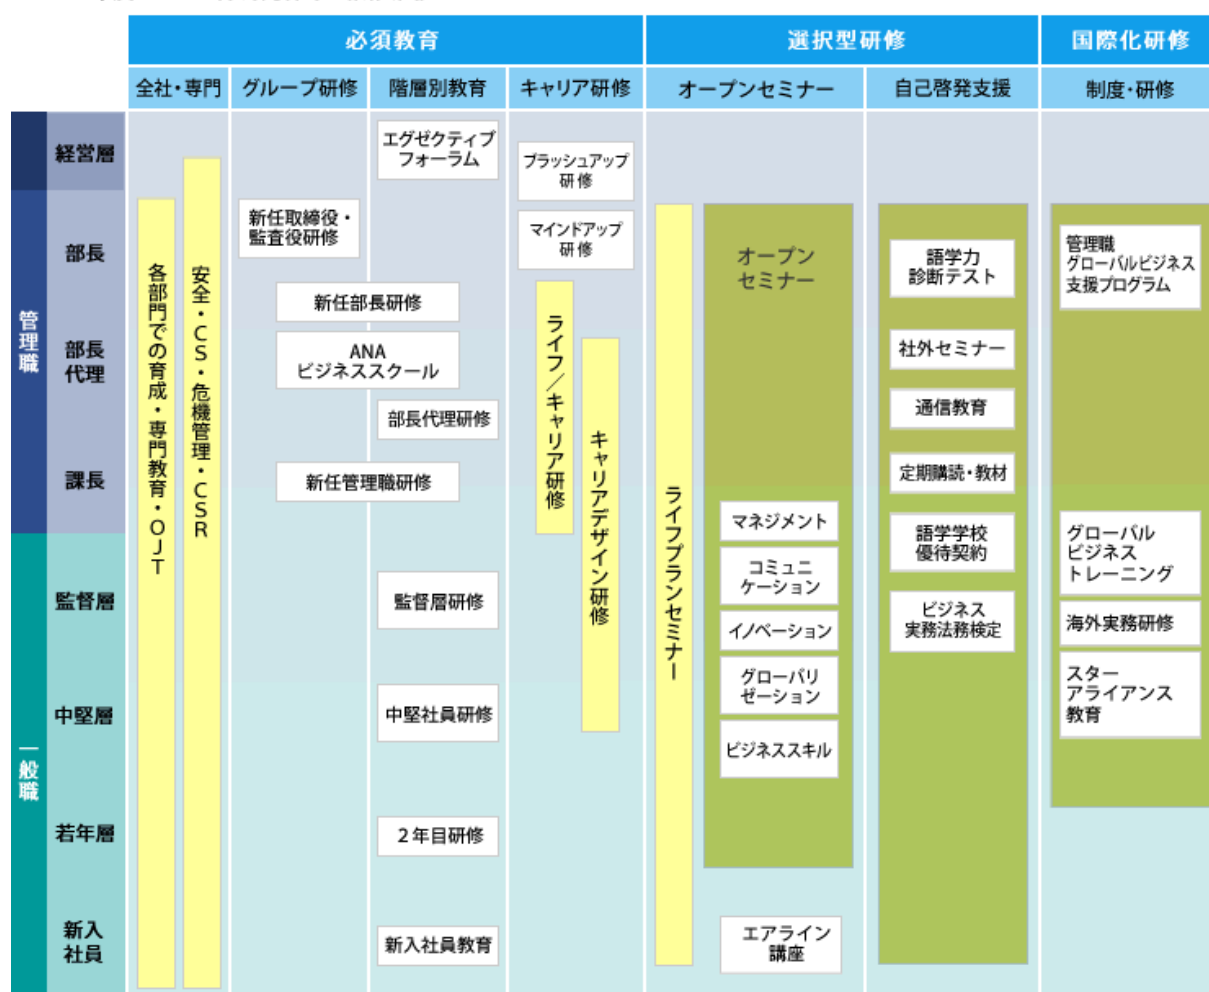 必須教育
選択型研修
国際化研修
全社・専門
グループ研修
階層別教育
キャリア研修
オープンセミナー
自己啓発支援
制度・研修
管理職
一般職
経営層
部長
部長
代理
課長
監督層
中堅層
若年層
新入
社員
各部門での育成・専門教育・OJT
安全・CS・危機管理・CSR
新任取締役・
監査役研修
新任部長研修
ANA
ビジネススクール
新任管理職研修
エグゼクティブ
フォーラム
部長代理研修
監督層研修
中堅社員研修
2年目研修
新入社員教育
ブラッシュアップ
研修
マインドアップ
研修
ライフ/キャリア研修
キャリアデザイン研修
ライフプランセミナー
オープン
セミナー
マネジメント
コミュニ
ケーション
イノベーション
グローバリ
ゼーション
ビジネススキル
エアライン
講座
語学力
診断テスト
社外セミナー
通信教育
定期購読・教材
語学学校
優待契約
ビジネス
実務法務検定
管理職
グローバルビジネス
支援プログラム
グローバル
ビジネス
トレーニング
海外実務研修
スター
アライアンス
教育